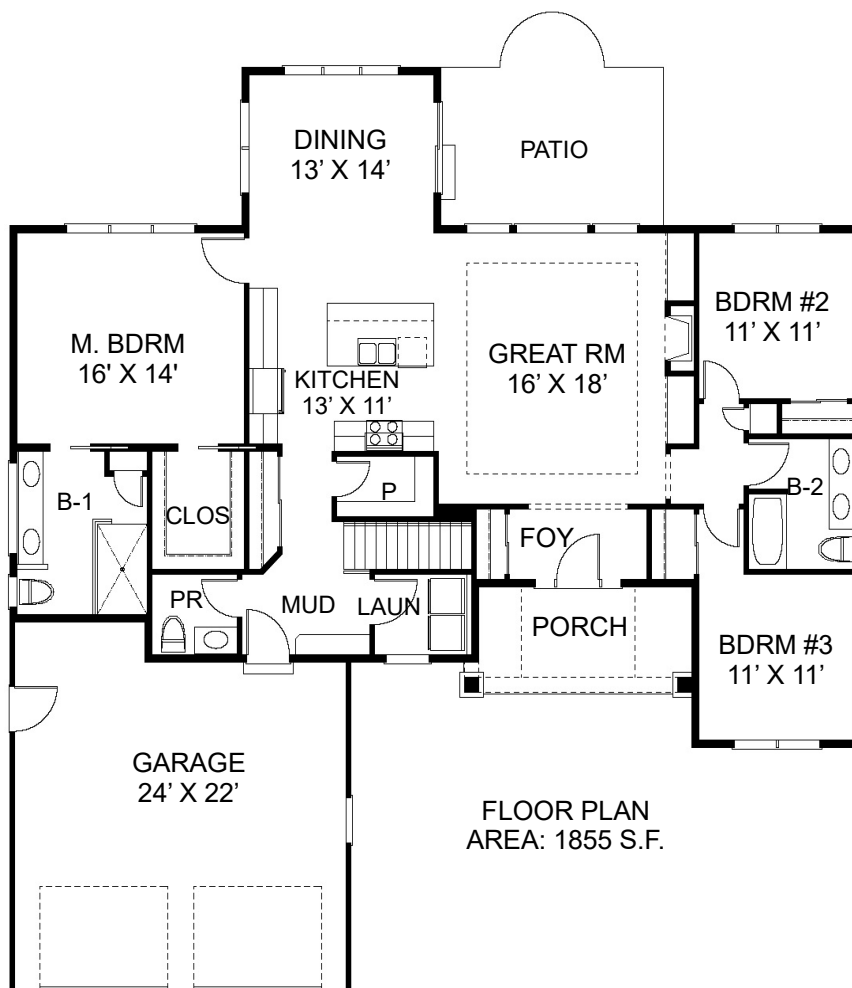 DINING
13’ X 14’
PATIO
M. BDRM
16' X 14'
KITCHEN
13’ X 11’
GREAT RM
16’ X 18’
BDRM #2
11’ X 11’
B-1
CLOS
P
FOY
B-2
PR
MUD
LAUN
PORCH
BDRM #3
11’ X 11’
GARAGE
24’ X 22’
FLOOR PLAN
AREA: 1855 S.F.